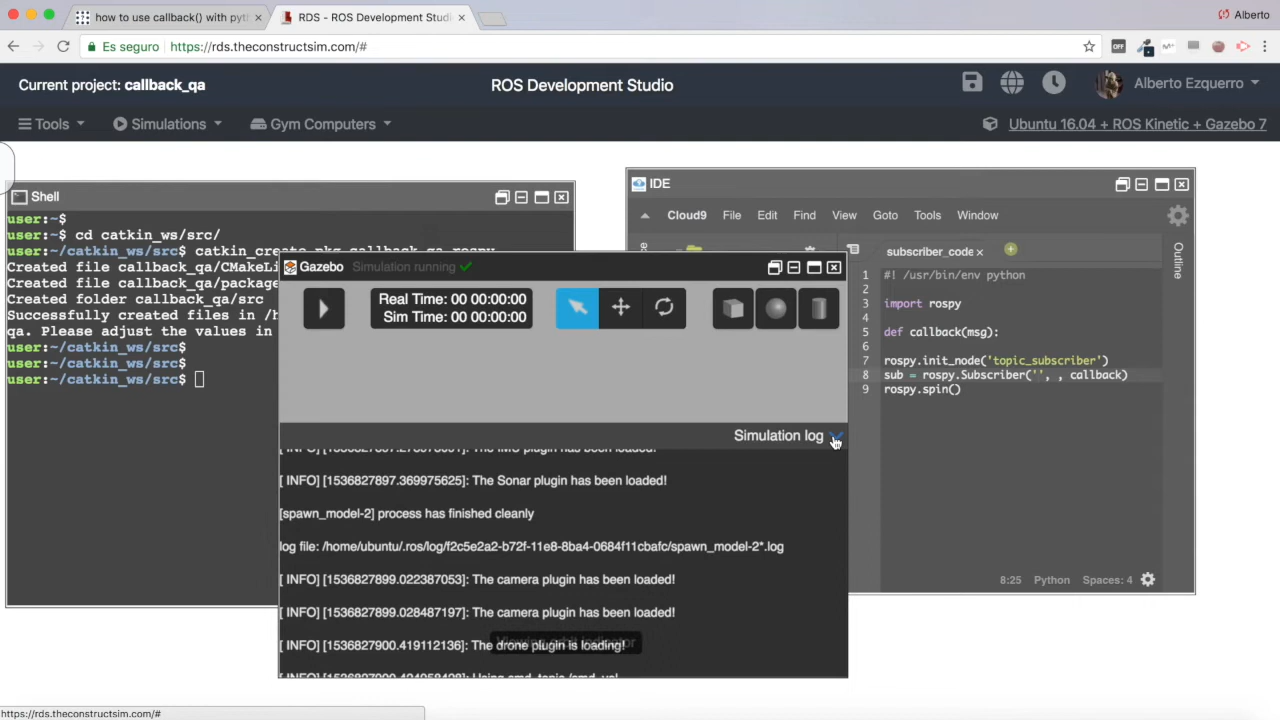 how to use callback() with pyt
RDS - ROS Development Studi
Alberto
Es seguro
https://rds.theconstructsim.com/#
OFF
Current project: callback_qa
ROS Development Studio
Alberto Ezquerro
Tools
Simulations
Gym Computers
Ubuntu 16.04 + ROS Kinetic + Gazebo 7
Shell
user:~$
user:~$ cd catkin_ws/src/
user:~/catkin_ws/src$ catkin_create_pkg callback_qa rospy
Created file callback_qa/CMakeLi
Created file callback_qa/package
Created folder callback_qa/src
Successfully created files in /h
qa. Please adjust the values in
user:~/catkin_ws/src$
user:~/catkin_ws/src$
user:~/catkin_ws/src$
Gazebo Simulation running
Real Time: 00 00:00:00
Sim Time: 00 00:00:00
Simulation log
[ INFO] [1536827897.369975625]: The Sonar plugin has been loaded!
[spawn_model-2] process has finished cleanly
log file: /home/ubuntu/.ros/log/f2c5e2a2-b72f-11e8-8ba4-0684f11cbafc/spawn_model-2*.log
[ INFO] [1536827899.022387053]: The camera plugin has been loaded!
[ INFO] [1536827899.028487197]: The camera plugin has been loaded!
[ INFO] [1536827900.419112136]: The drone plugin is loading!
IDE
Cloud9 File Edit Find View Goto Tools Window
subscriber_code
Outline
1 #! /usr/bin/env python
2
3 import rospy
4
5 def callback(msg):
6
7 rospy.init_node('topic_subscriber')
8 sub = rospy.Subscriber('', , callback)
9 rospy.spin()
8:25 Python Spaces: 4
https://rds.theconstructsim.com/#